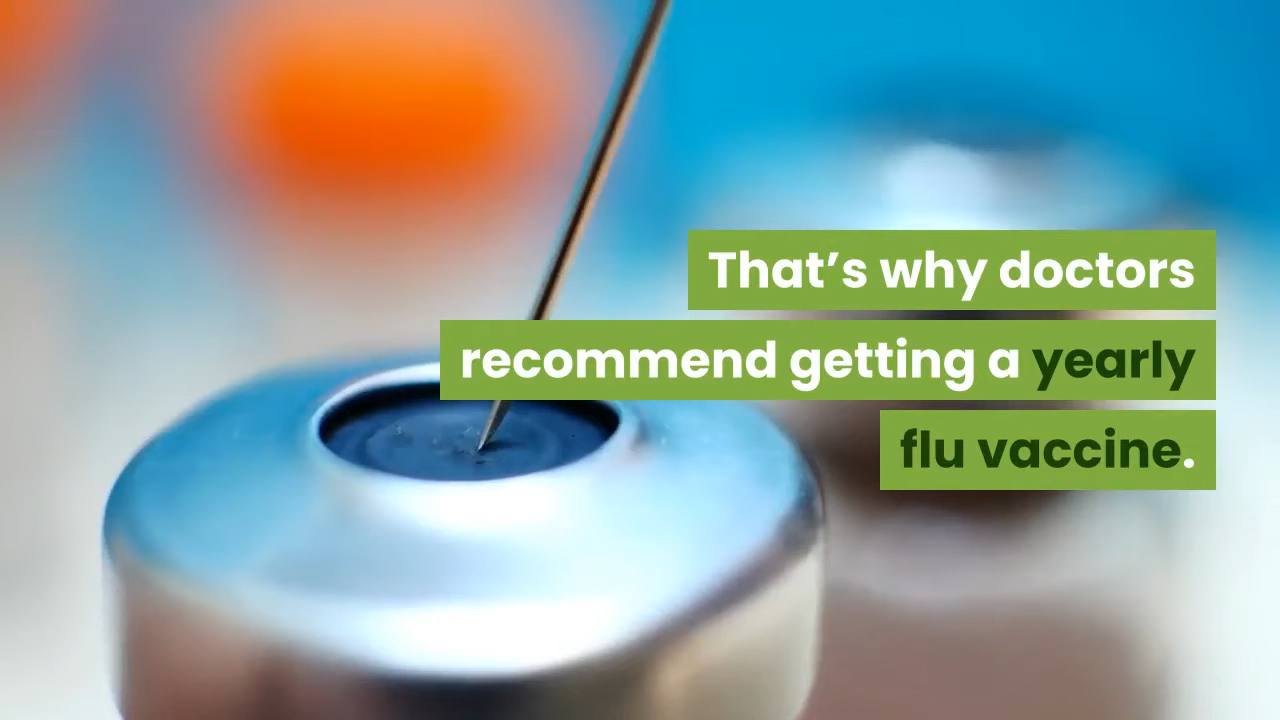 That’s why doctors
recommend getting a yearly
flu vaccine.